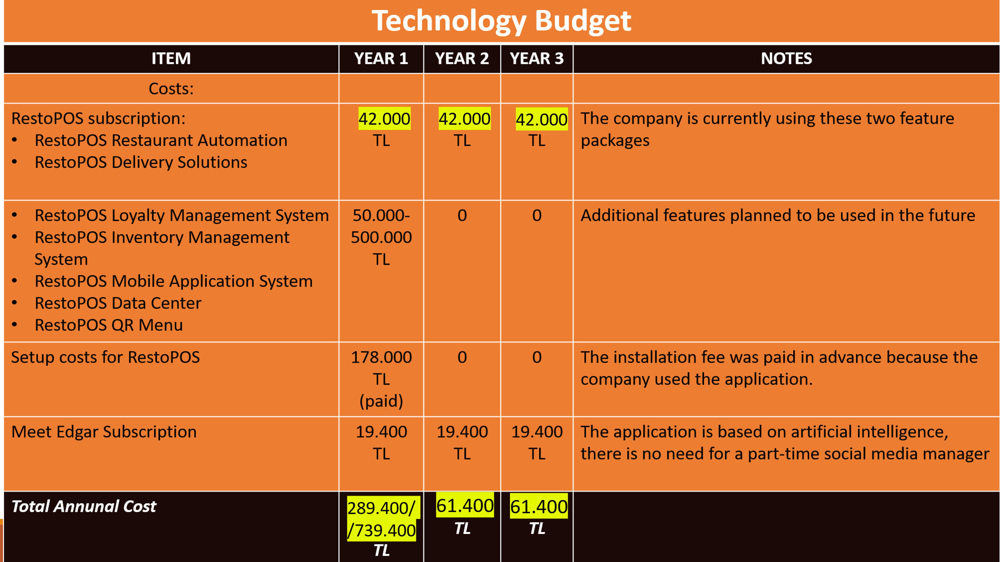 Technology Budget
ITEM YEAR 1 YEAR 2 YEAR 3 NOTES
Costs:
RestoPOS subscription:
• RestoPOS Restaurant Automation
• RestoPOS Delivery Solutions
42.000
TL
42.000
TL
42.000
TL
The company is currently using these two feature
packages
• RestoPOS Loyalty Management System
• RestoPOS Inventory Management
System
• RestoPOS Mobile Application System
• RestoPOS Data Center
• RestoPOS QR Menu
50.000-
500.000
TL
0
0
Additional features planned to be used in the future
Setup costs for RestoPOS
178.000
TL
(paid)
0
0
The installation fee was paid in advance because the
company used the application.
Meet Edgar Subscription
19.400
TL
19.400
TL
19.400
TL
The application is based on artificial intelligence,
there is no need for a part-time social media manager
Total Annunal Cost
289.400/
/739.400
TL
61.400
TL
61.400
TL